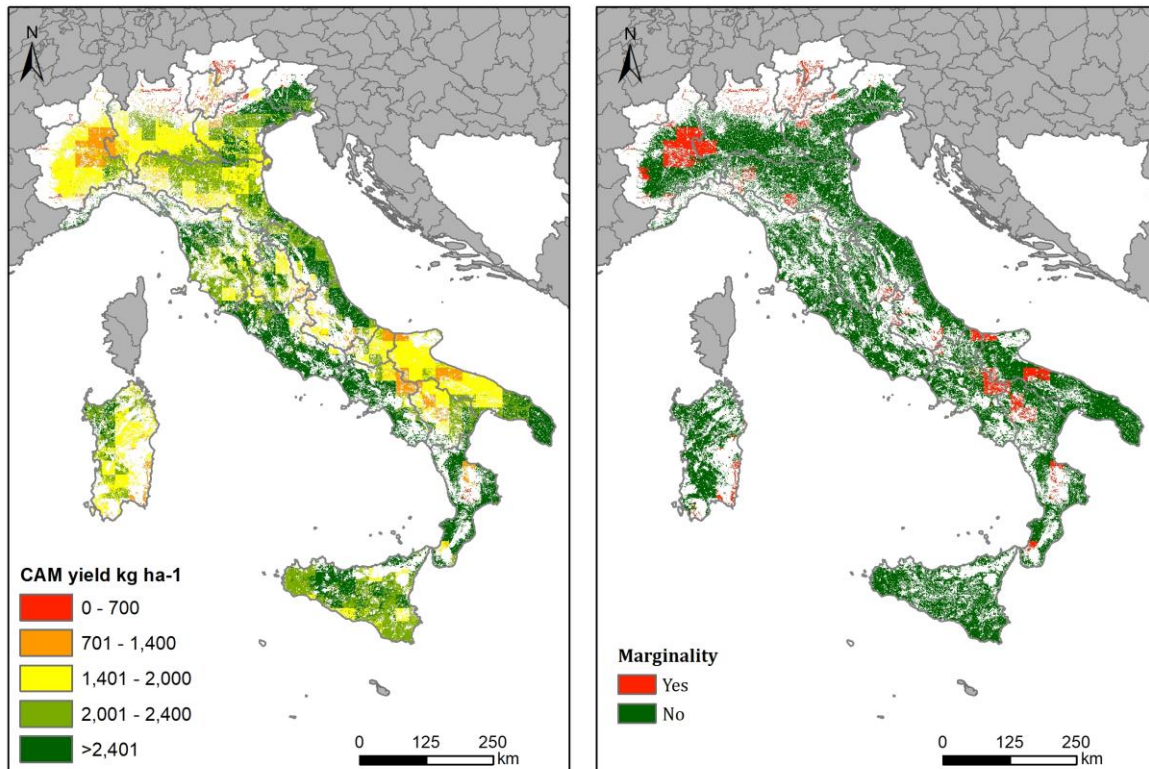 N
CAM yield kg ha-1
0 - 700
701 - 1,400
1,401 - 2,000
2,001 - 2,400
>2,401
0 125 250
km
N
Marginality
Yes
No
0 125 250
km